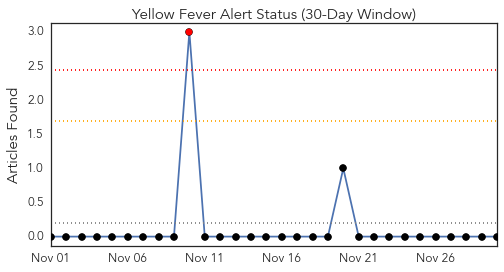 Yellow Fever Alert Status (30-Day Window)
Articles Found
3.0
2.5
2.0
1.5
1.0
0.5
0.0
Nov 01 Nov 06 Nov 11 Nov 16 Nov 21 Nov 26